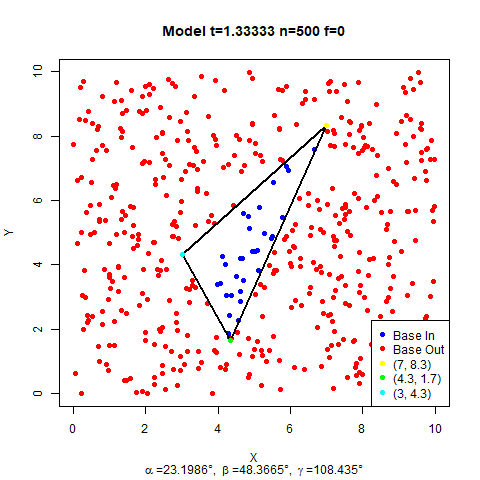 Model t=1.33333 n=500 f=0
Y
10
8
6
4
2
0
0 2 4 6 8 10
Base In
Base Out
(7, 8.3)
(4.3, 1.7)
(3, 4.3)
X
α=23.1986°, β=48.3665°, γ=108.435°